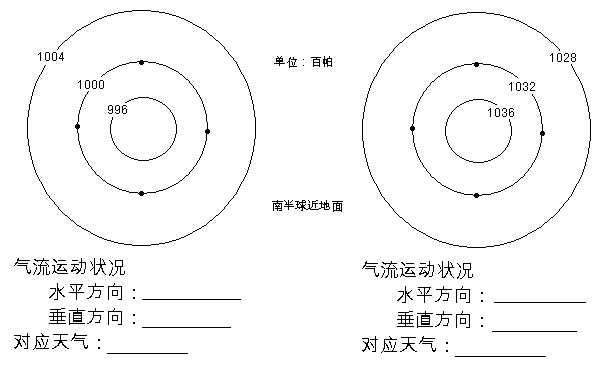 1004
1000
996
单位：百帕
1028
1032
1036
南半球近地面
气流运动状况
水平方向：
垂直方向：
对应天气：
气流运动状况
水平方向：
垂直方向：
对应天气：